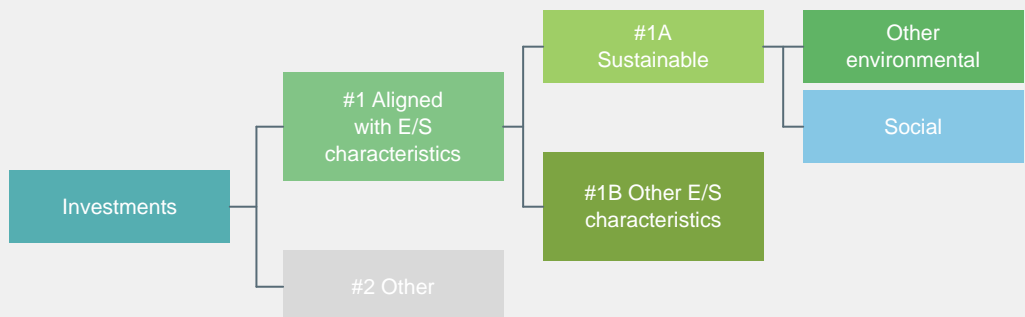 Investments
#1 Aligned
with E/S
characteristics
#2 Other
#1A
Sustainable
#1B Other E/S
characteristics
Other
environmental
Social